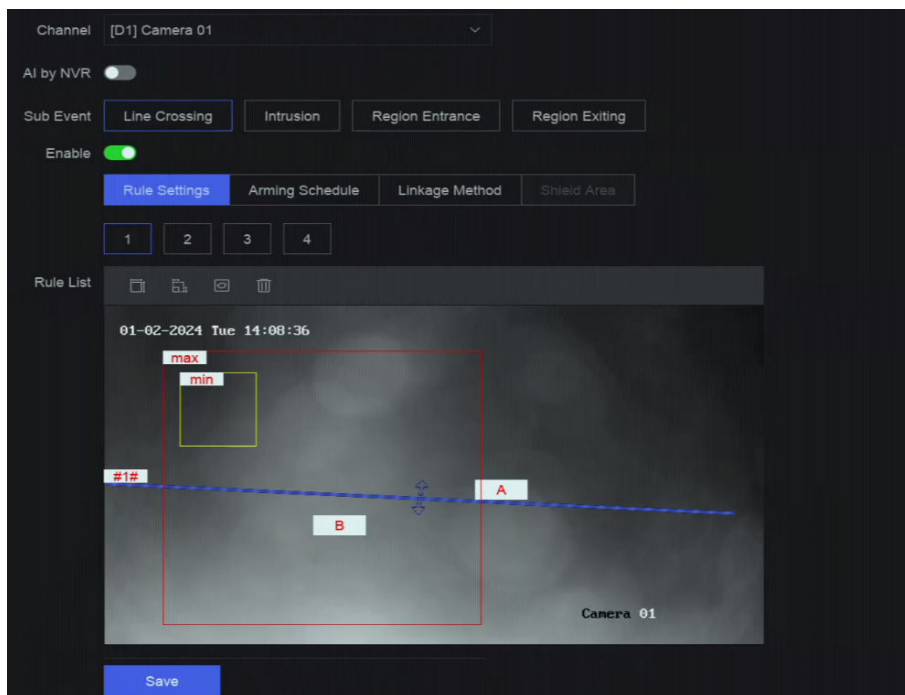 Channel [D1] Camera 01
AI by NVR
Sub Event Line Crossing Intrusion Region Entrance Region Exiting
Enable
Rule Settings Arming Schedule Linkage Method Shield Area
1 2 3 4
Rule List
01-02-2024 Tue 14:08:36
max
min
#1#
A
B
Camera 01
Save